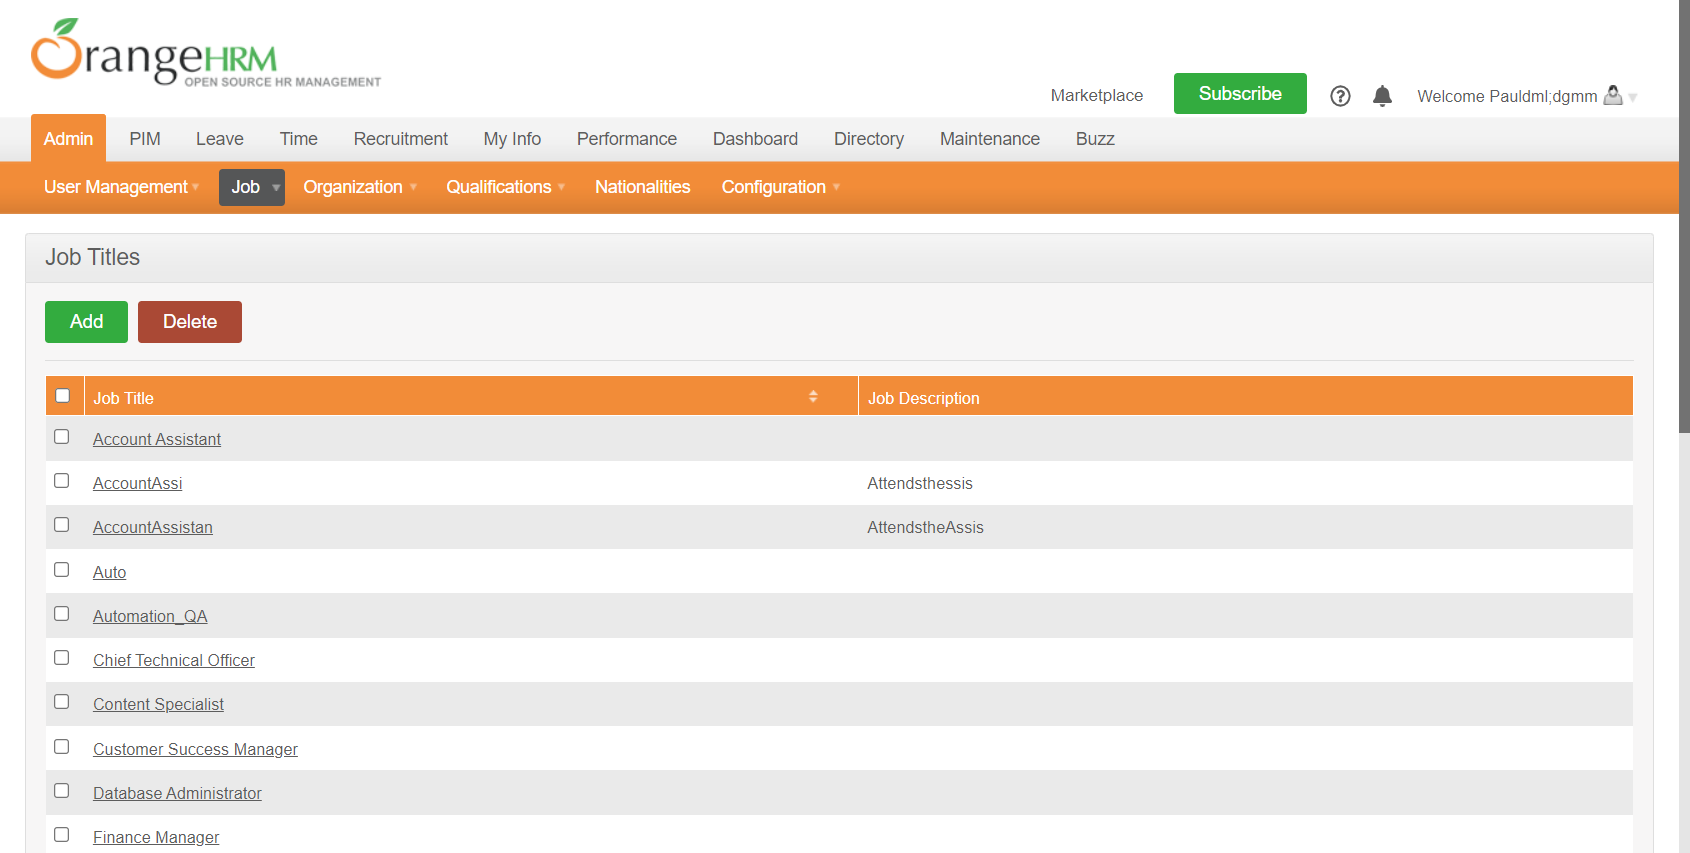 OrangeHRM
OPEN SOURCE HR MANAGEMENT
Marketplace Subscribe ? Welcome Pauldml;dgmm
Admin PIM Leave Time Recruitment My Info Performance Dashboard Directory Maintenance Buzz
User Management Job Organization Qualifications Nationalities Configuration
Job Titles
Add Delete
Job Title Job Description
Account Assistant
AccountAssi Attendsthessis
AccountAssistan AttendstheAssis
Auto
Automation_QA
Chief Technical Officer
Content Specialist
Customer Success Manager
Database Administrator
Finance Manager